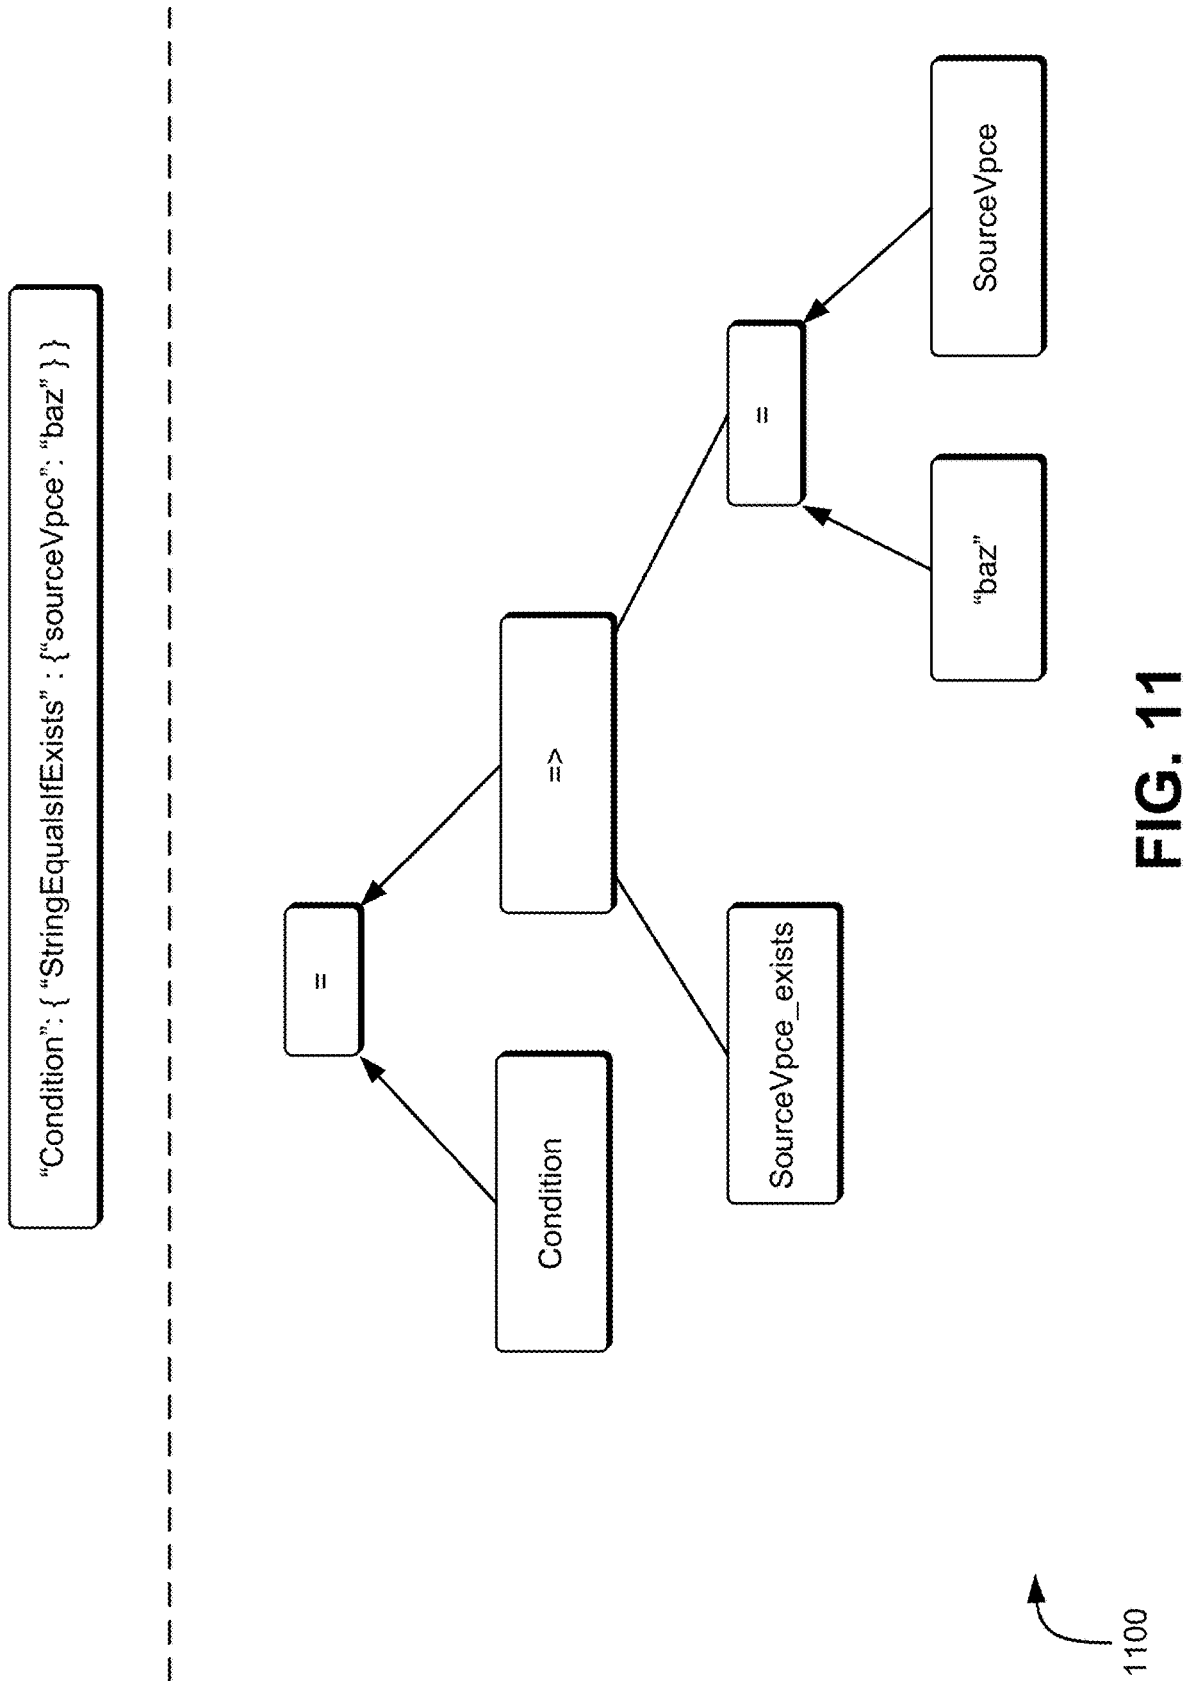 “Condition”: { “StringEqualsIfExists” : {“sourceVpce”: “baz” } }
=
Condition
=>
SourceVpce_exists
=
“baz”
SourceVpce
1100
FIG. 11